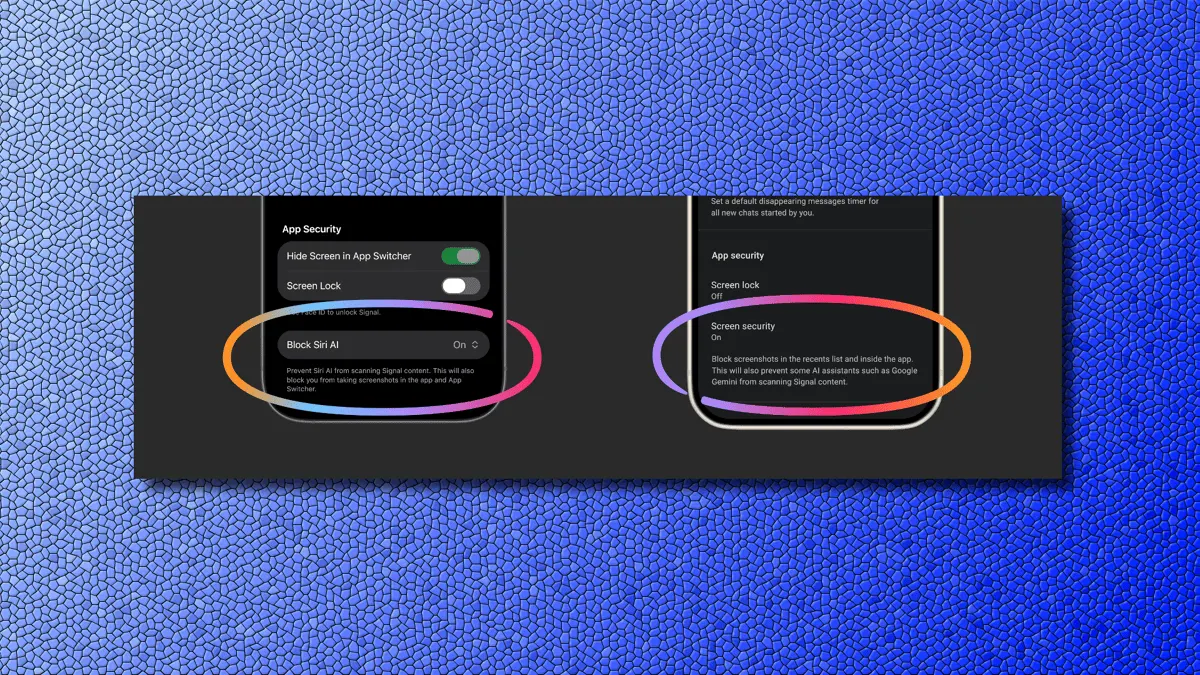 App Security
Hide Screen in App Switcher
Screen Lock
Face ID to unlock Signal.
Block Siri AI
On
Prevent Siri AI from scanning Signal content. This will also
block you from taking screenshots in the app and App
Switcher.
Set a default disappearing messages timer for
all new chats started by you.
App security
Screen lock
Off
Screen security
On
Block screenshots in the recents list and inside the app.
This will also prevent some AI assistants such as Google
Gemini from scanning Signal content.